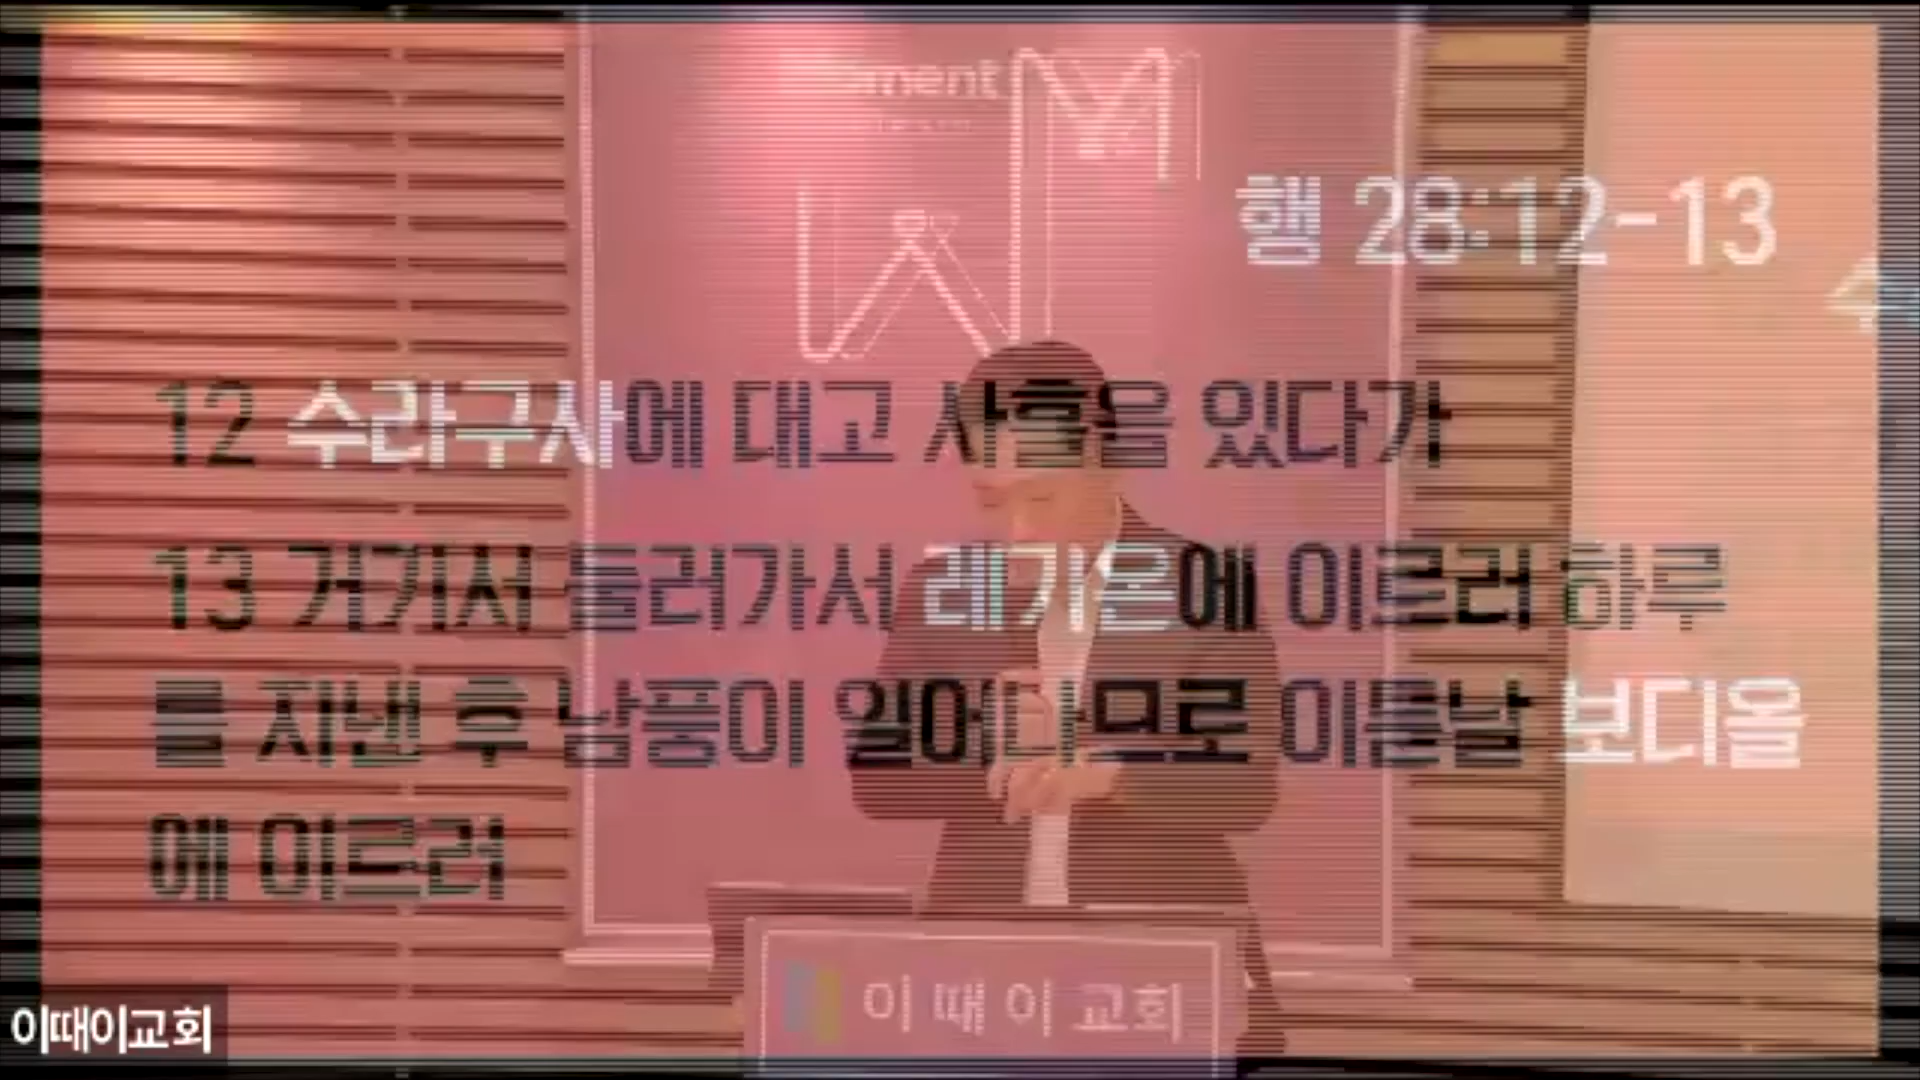 ment
행 28:12-13
12 수라구사에 대고 사흘을 있다가
13 거기서 둘러가서 레기온에 이르러 하루
를 지낸 후 남풍이 일어나므로 이튿날 보디올
에 이르러
이때이교회
이때이교회